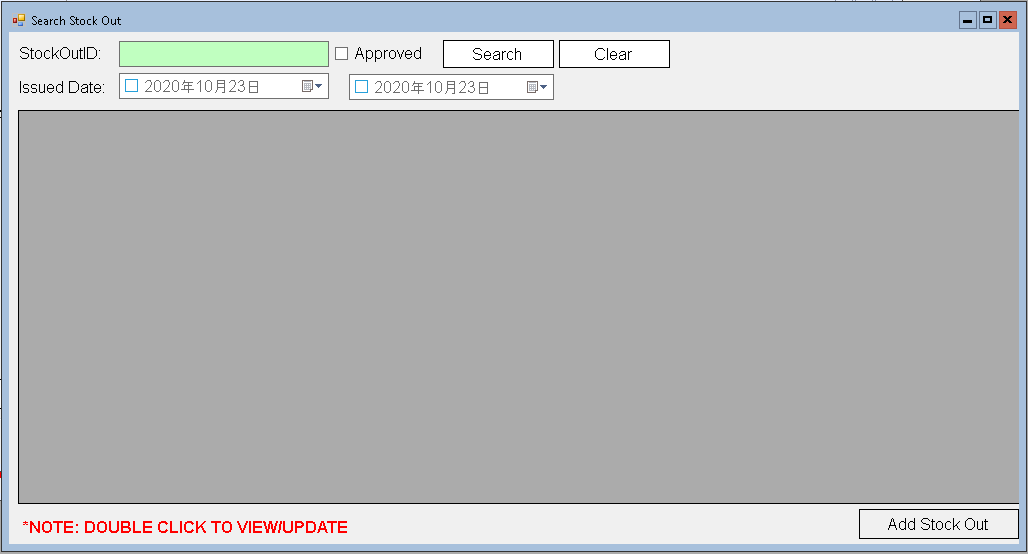 Search Stock Out
StockOutID: Approved Search Clear
Issued Date: 2020年10月23日 2020年10月23日
*NOTE: DOUBLE CLICK TO VIEW/UPDATE
Add Stock Out